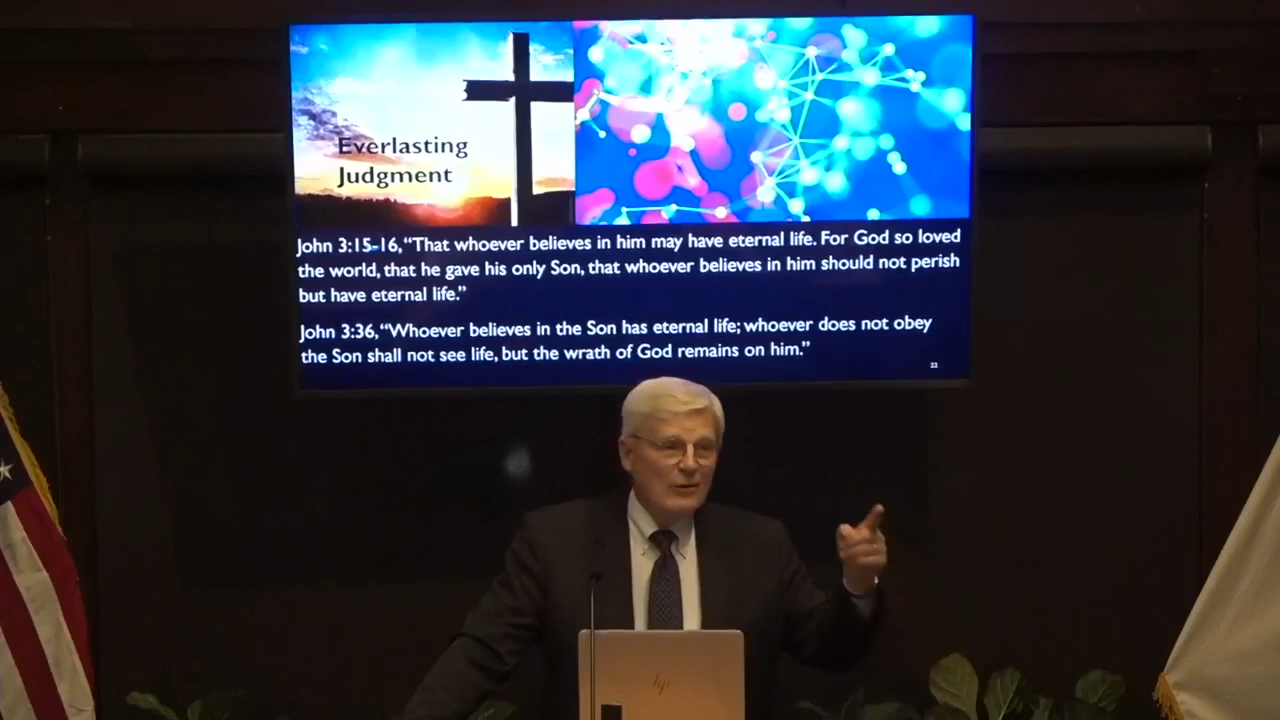 Everlasting
Judgment
John 3:15-16, “That whoever believes in him may have eternal life. For God so loved
the world, that he gave his only Son, that whoever believes in him should not perish
but have eternal life.”
John 3:36, “Whoever believes in the Son has eternal life; whoever does not obey
the Son shall not see life, but the wrath of God remains on him.”
22
hp